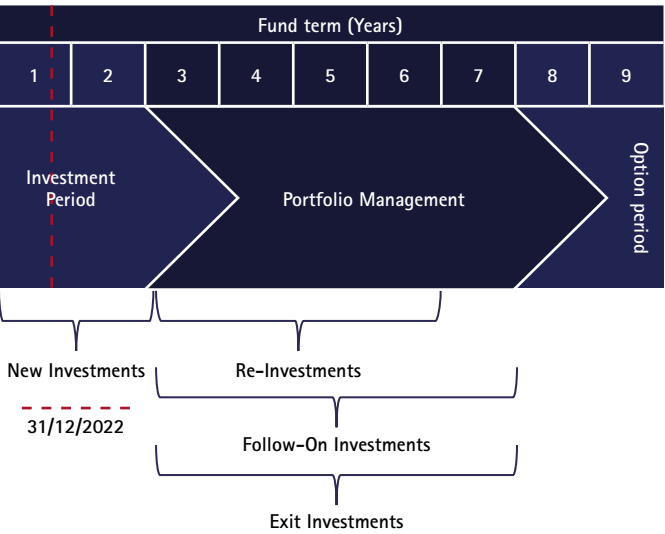 Fund term (Years)
1 2 3 4 5 6 7 8 9
Investment
Period
Portfolio Management
Option period
New Investments
Re-Investments
31/12/2022
Follow-On Investments
Exit Investments